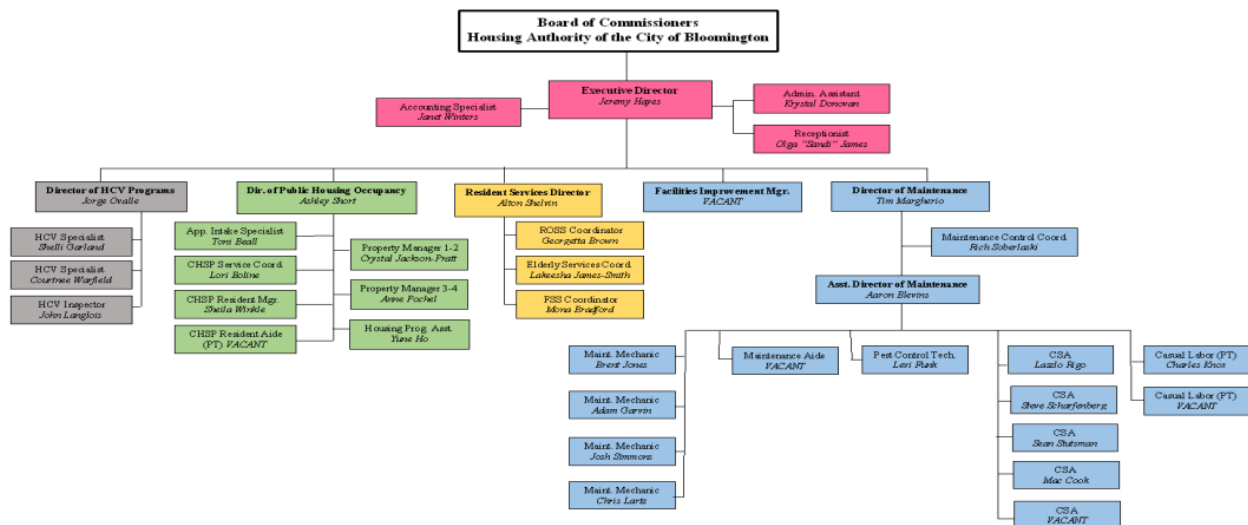 Board of Commissioners
Housing Authority of the City of Bloomington
Executive Director
Jeremy Hayes
Accounting Specialist
Janet Winters
Admin. Assistant
Krystal Donovan
Receptionist
Olga "Sandi" James
Director of HCV Programs
Jorge Ovalle
HCV Specialist
Shelli Garland
HCV Specialist
Courtnee Warfield
HCV Inspector
John Langlois
Dir. of Public Housing Occupancy
Ashley Short
App. Intake Specialist
Toni Beall
CHSP Service Coord.
Lori Boline
CHSP Resident Mgr.
Sheila Winkle
CHSP Resident Aide
(PT) VACANT
Property Manager 1-2
Crystal Jackson-Pratt
Property Manager 3-4
Anne Pochel
Housing Prog. Asst.
Yune Ho
Resident Services Director
Alton Shelvin
ROSS Coordinator
Georgetta Brown
Elderly Services Coord.
Lakeesha James-Smith
FSS Coordinator
Mona Bradford
Facilities Improvement Mgr.
VACANT
Director of Maintenance
Tim Margherio
Maintenance Control Coord.
Rich Soberlaski
Asst. Director of Maintenance
Aaron Blevins
Maint. Mechanic
Brent Jones
Maint. Mechanic
Adam Garvin
Maint. Mechanic
Josh Simmons
Maint. Mechanic
Chris Lartz
Maintenance Aide
VACANT
Pest Control Tech.
Levi Funk
CSA
Laszlo Rigo
CSA
Steve Scharfenberg
CSA
Sean Stutsman
CSA
Mac Cook
CSA
VACANT
Casual Labor (PT)
Charles Knox
Casual Labor (PT)
VACANT